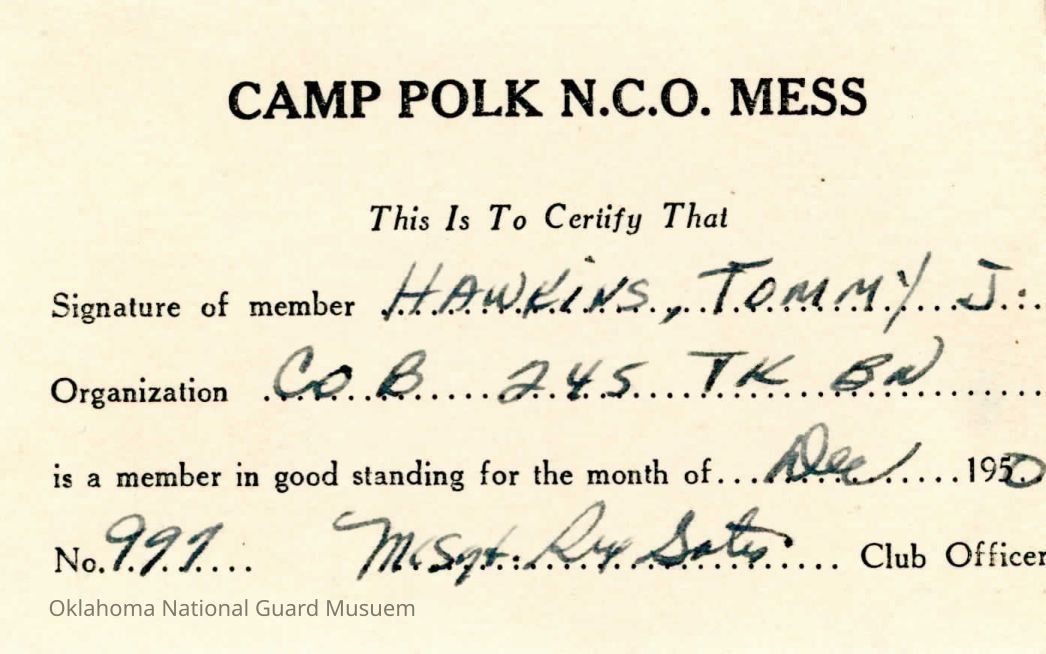 CAMP POLK N.C.O. MESS
This Is To Certify That
Signature of member HAWKINS, TOMMY J.
Organization CO B 245 TK BN
is a member in good standing for the month of Dec 1950
No. 997 M/Sgt. Club Officer
Oklahoma National Guard Musuem